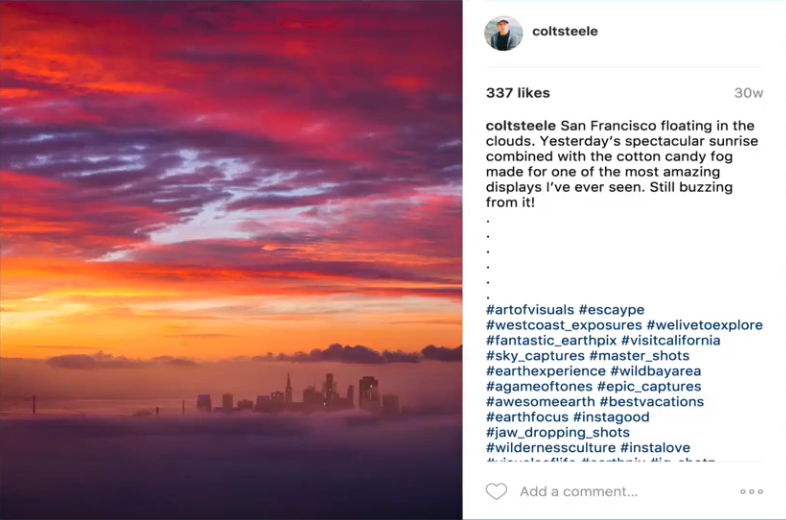 coltsteele
337 likes 30w
coltsteele San Francisco floating in the
clouds. Yesterday's spectacular sunrise
combined with the cotton candy fog
made for one of the most amazing
displays I've ever seen. Still buzzing
from it!
.
.
.
.
.
.
#artofvisuals #escaype
#westcoast_exposures #welivetoexplore
#fantastic_earthpix #visitcalifornia
#sky_captures #master_shots
#earthexperience #wildbayarea
#agameoftones #epic_captures
#awesomeearth #bestvacations
#earthfocus #instagood
#jaw_dropping_shots
#wildernessculture #instalove
Add a comment...